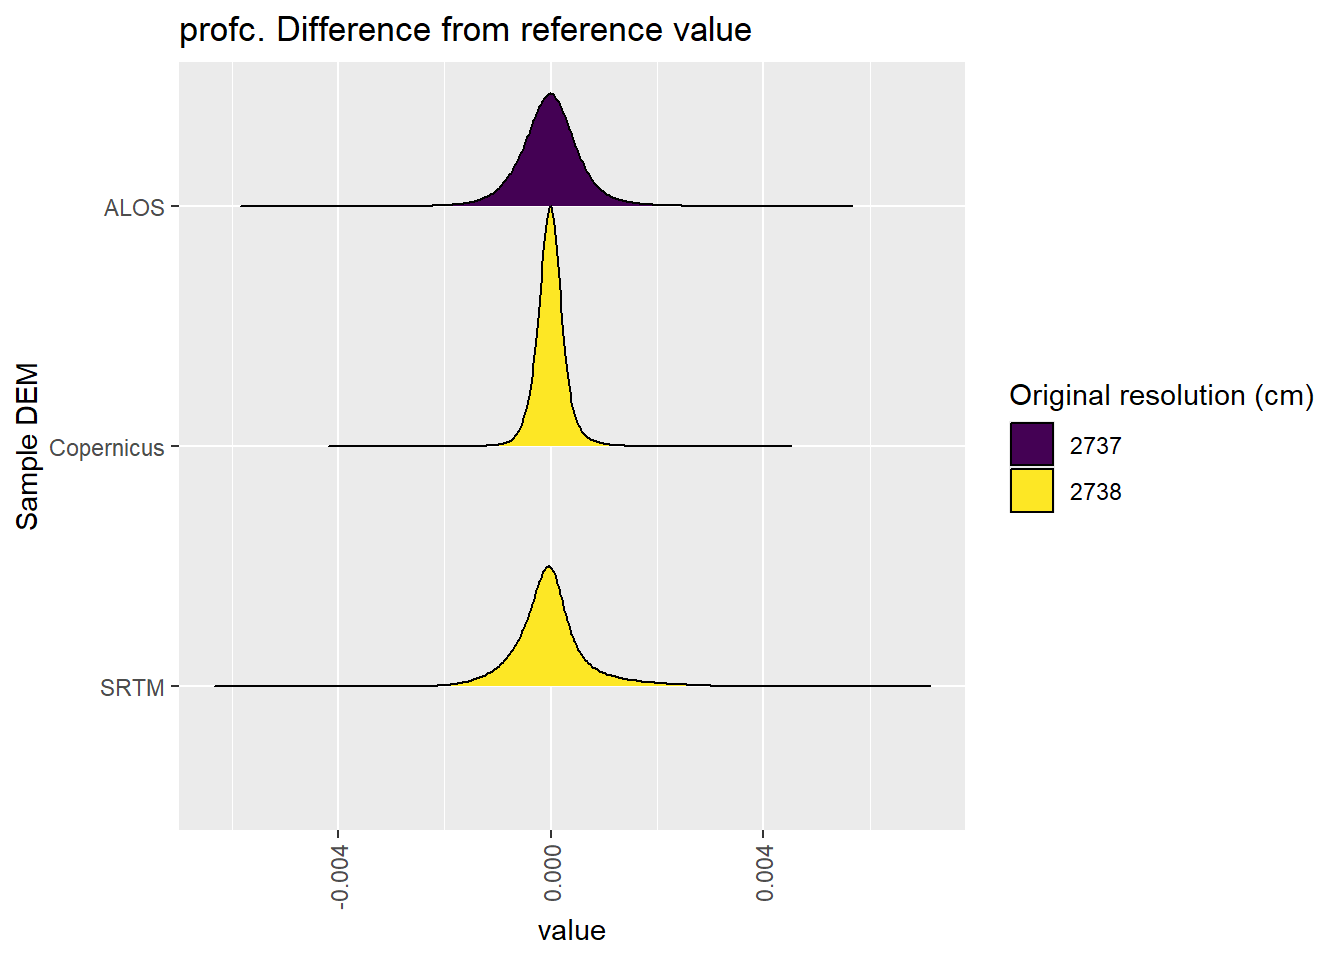 profc. Difference from reference value
Sample DEM
ALOS
Copernicus
SRTM
-0.004
0.000
0.004
value
Original resolution (cm)
2737
2738